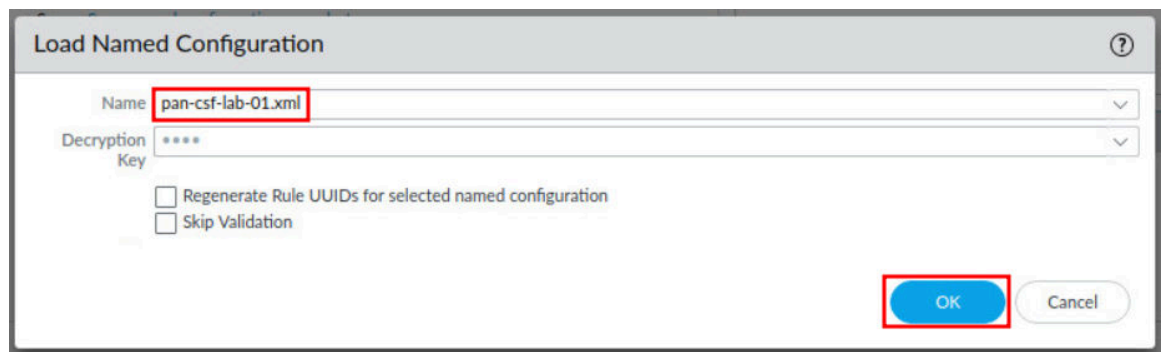 Load Named Configuration
Name pan-csf-lab-01.xml
Decryption Key ••••
Regenerate Rule UUIDs for selected named configuration
Skip Validation
OK Cancel